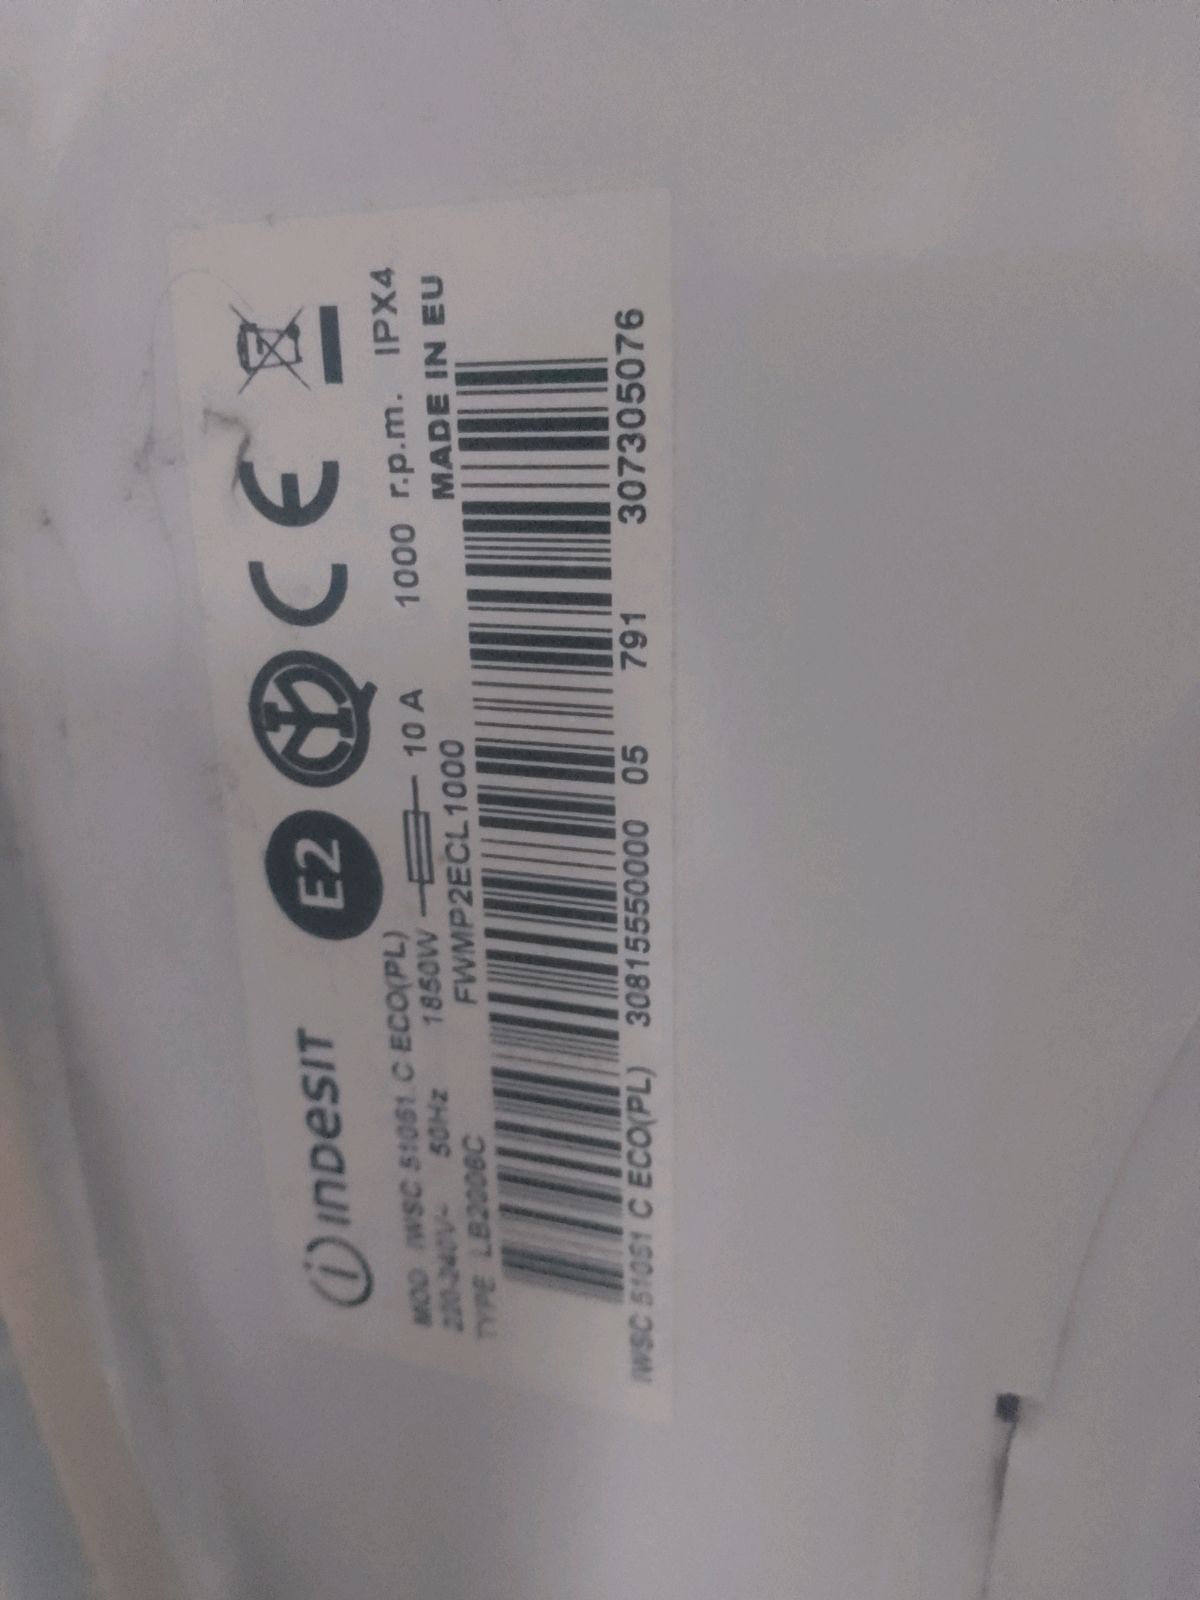 indesit E2
MOD IWSC 51051 C ECO(PL)
220-240V~ 50Hz 1850W 10 A 1000 r.p.m. IPX4
TYPE LB2006C FWMP2ECL1000 MADE IN EU
IWSC 51051 C ECO(PL) 30815550000 05 791 307305076